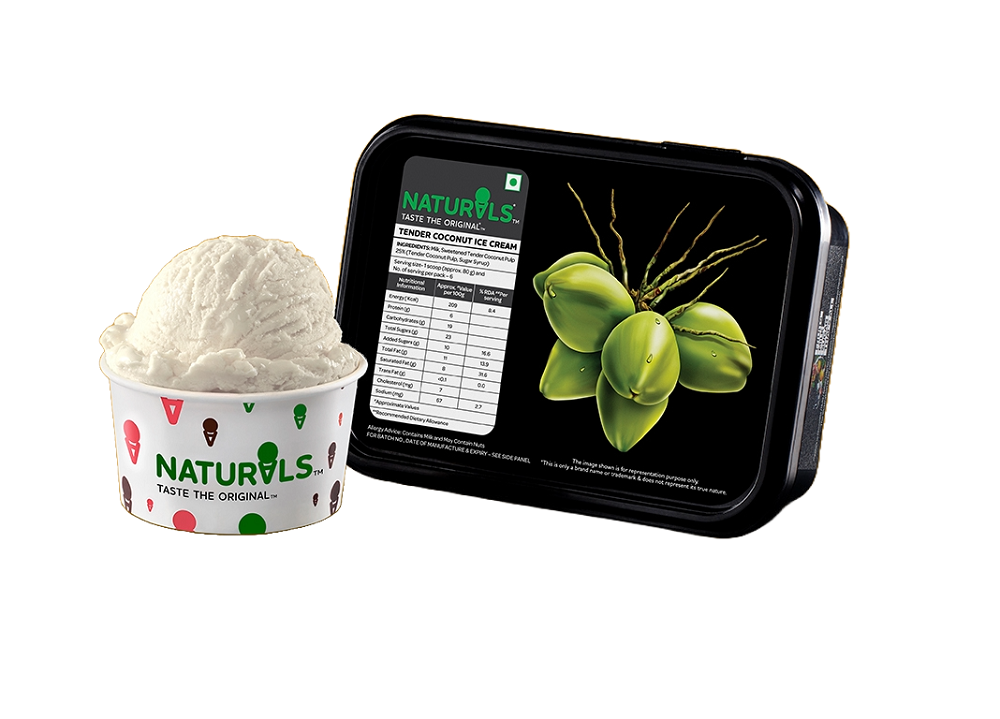 NATURALS
TASTE THE ORIGINAL™
NATURALS™
TASTE THE ORIGINAL™
TENDER COCONUT ICE CREAM
INGREDIENTS: Milk, Sweetened Tender Coconut Pulp
25% (Tender Coconut Pulp, Sugar Syrup)
Serving size- 1 scoop (approx. 80 g) and
No. of serving per pack - 6
Nutritional Information Approx. *Value per 100g % RDA **Per serving
Energy (Kcal) 209 8.4
Protein (g) 6
Carbohydrates (g) 19
Total Sugars (g) 23
Added Sugars (g) 10 16.6
Total Fat (g) 11 13.9
Saturated Fat (g) 8 31.6
Trans Fat (g) <0.1 0.0
Cholesterol (mg) 7
Sodium (mg) 67 2.7
*Approximate Values
**Recommended Dietary Allowance
Allergy Advice: Contains Milk and May Contain Nuts
FOR BATCH NO., DATE OF MANUFACTURE & EXPIRY - SEE SIDE PANEL
The image shown is for representation purpose only.
*This is only a brand name or trademark & does not represent its true nature.